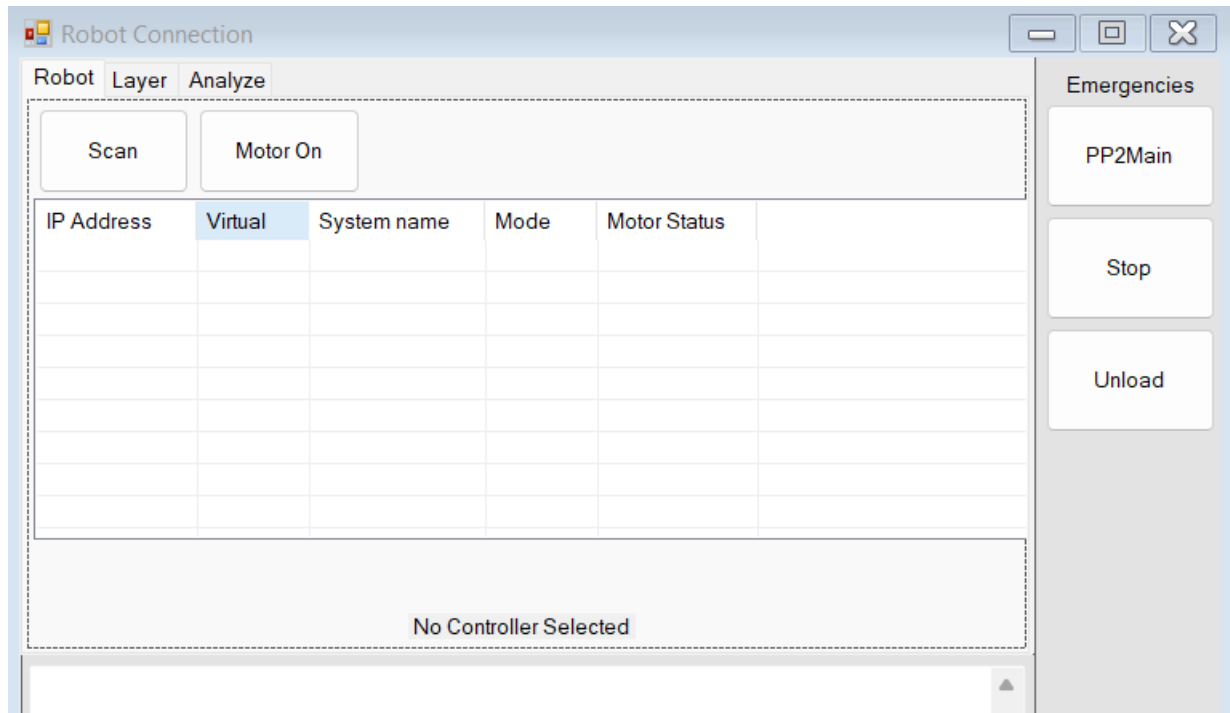 Robot Connection
Robot Layer Analyze
Emergencies
Scan Motor On
PP2Main
IP Address Virtual System name Mode Motor Status
Stop
Unload
No Controller Selected